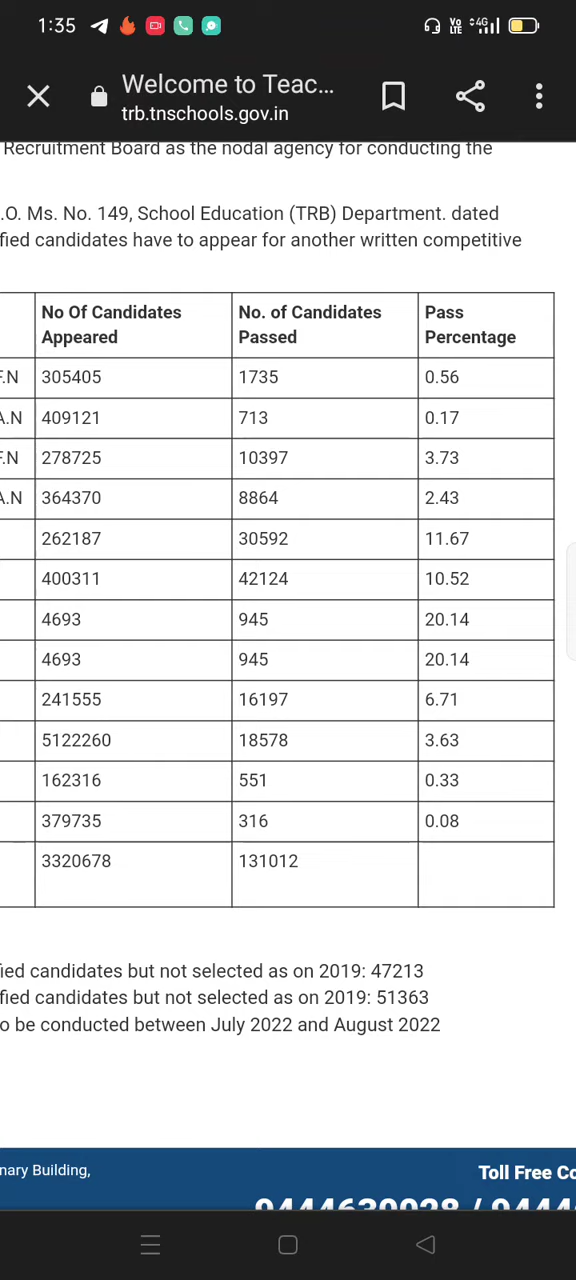 1:35
Vo LTE 4G
Welcome to Teac...
trb.tnschools.gov.in
Recruitment Board as the nodal agency for conducting the
.O. Ms. No. 149, School Education (TRB) Department. dated
fied candidates have to appear for another written competitive
No Of Candidates Appeared No. of Candidates Passed Pass Percentage
F.N 305405 1735 0.56
A.N 409121 713 0.17
F.N 278725 10397 3.73
A.N 364370 8864 2.43
262187 30592 11.67
400311 42124 10.52
4693 945 20.14
4693 945 20.14
241555 16197 6.71
5122260 18578 3.63
162316 551 0.33
379735 316 0.08
3320678 131012
fied candidates but not selected as on 2019: 47213
fied candidates but not selected as on 2019: 51363
o be conducted between July 2022 and August 2022
nary Building,
Toll Free Co